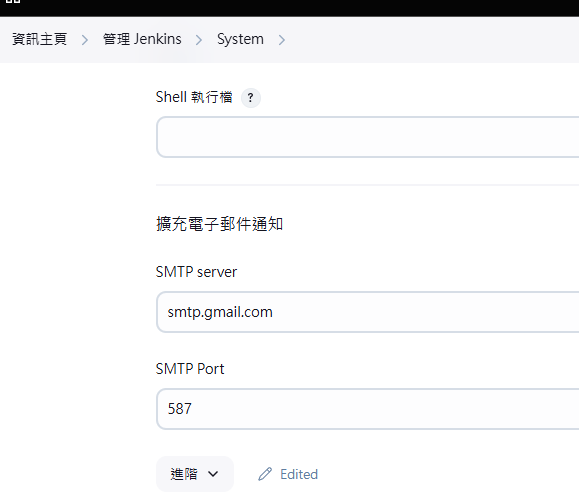 資訊主頁 > 管理 Jenkins > System >
Shell 執行檔 ?
擴充電子郵件通知
SMTP server
smtp.gmail.com
SMTP Port
587
進階 Edited